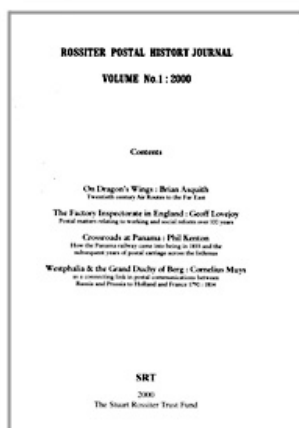 ROSSITER POSTAL HISTORY JOURNAL
VOLUME No.1 : 2000
Contents
On Dragon's Wings : Brian Asquith
Twentieth century Air Routes to the Far East
The Factory Inspectorate in England : Geoff Lovejoy
Postal matters relating to working and social reform over 100 years
Crossroads at Panama : Phil Kenton
How the Panama railway came into being in 1855 and the
subsequent years of postal carriage across the Isthmus
Westphalia & the Grand Duchy of Berg : Cornelius Muys
as a connecting link in postal communications between
Russia and Prussia to Holland and France 1792 - 1814
SRT
2000
The Stuart Rossiter Trust Fund